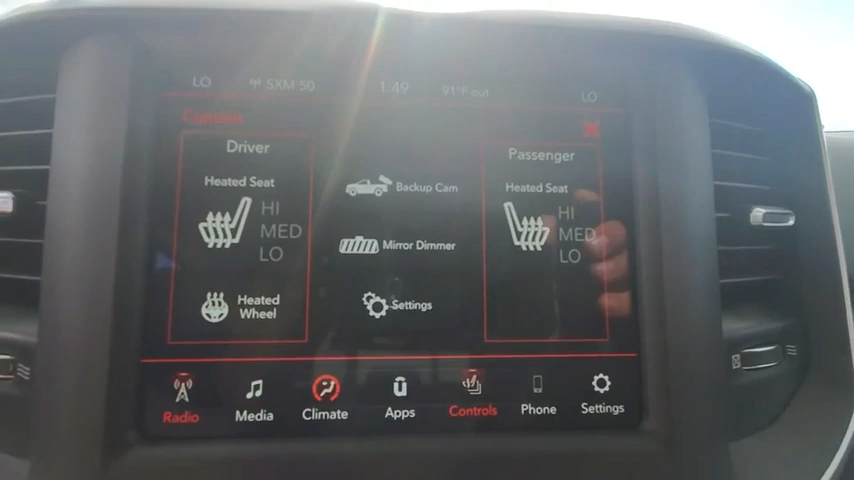 LO SXM 50 1:49 91°F out LO
Controls
Driver
Heated Seat
HI
MED
LO
Heated
Wheel
Backup Cam
Mirror Dimmer
Settings
Passenger
Heated Seat
HI
MED
LO
Radio Media Climate Apps Controls Phone Settings